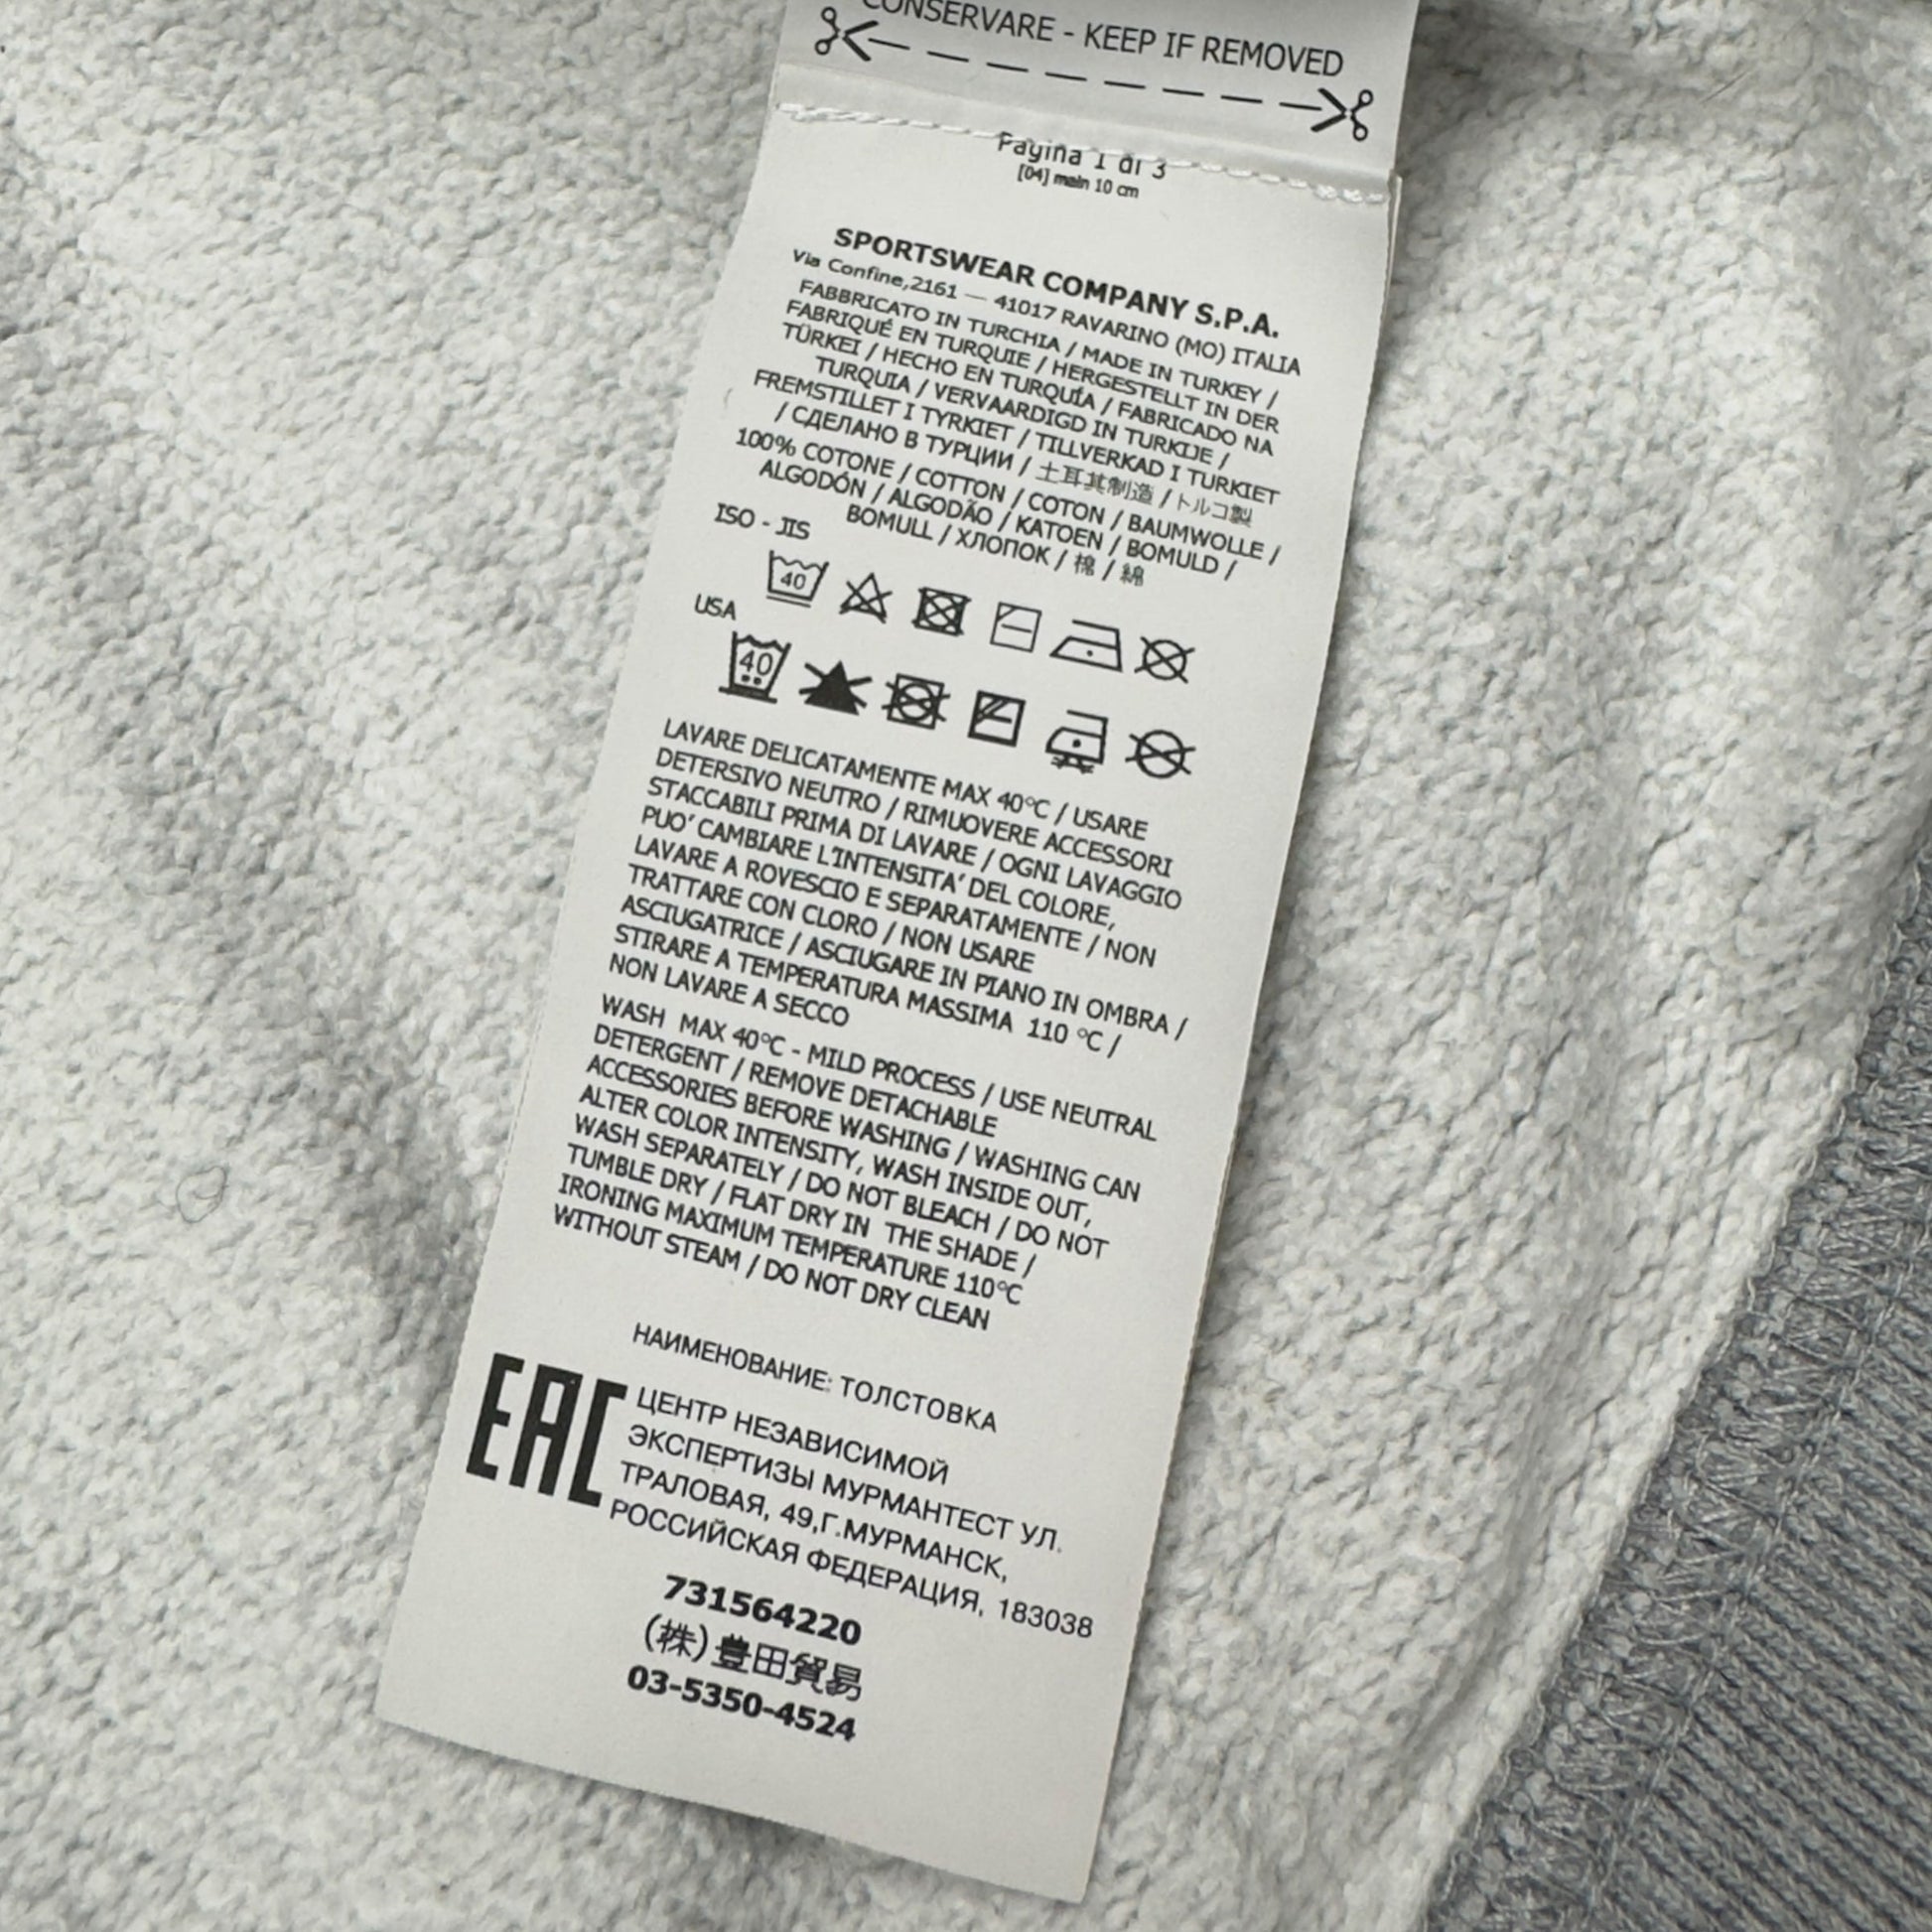 CONSERVARE - KEEP IF REMOVED
Pagina 1 di 3
[04] main 10 cm
SPORTSWEAR COMPANY S.P.A.
Via Confine,2161 — 41017 RAVARINO (MO) ITALIA
FABBRICATO IN TURCHIA / MADE IN TURKEY /
FABRIQUÉ EN TURQUIE / HERGESTELLT IN DER
TÜRKEI / HECHO EN TURQUÍA / FABRICADO NA
TURQUIA / VERVAARDIGD IN TURKIJE /
FREMSTILLET I TYRKIET / TILLVERKAD I TURKIET
/ СДЕЛАНО В ТУРЦИИ / 土耳其制造 / トルコ製
100% COTONE / COTTON / COTON / BAUMWOLLE /
ALGODÓN / ALGODÃO / KATOEN / BOMULD /
BOMULL / ХЛОПОК / 棉 / 綿
ISO - JIS
40
USA
40
LAVARE DELICATAMENTE MAX 40°C / USARE
DETERSIVO NEUTRO / RIMUOVERE ACCESSORI
STACCABILI PRIMA DI LAVARE / OGNI LAVAGGIO
PUO' CAMBIARE L'INTENSITA' DEL COLORE,
LAVARE A ROVESCIO E SEPARATAMENTE / NON
TRATTARE CON CLORO / NON USARE
ASCIUGATRICE / ASCIUGARE IN PIANO IN OMBRA /
STIRARE A TEMPERATURA MASSIMA 110 °C /
NON LAVARE A SECCO
WASH MAX 40°C - MILD PROCESS / USE NEUTRAL
DETERGENT / REMOVE DETACHABLE
ACCESSORIES BEFORE WASHING / WASHING CAN
ALTER COLOR INTENSITY, WASH INSIDE OUT,
WASH SEPARATELY / DO NOT BLEACH / DO NOT
TUMBLE DRY / FLAT DRY IN THE SHADE /
IRONING MAXIMUM TEMPERATURE 110°C
WITHOUT STEAM / DO NOT DRY CLEAN
НАИМЕНОВАНИЕ: ТОЛСТОВКА
EAC
ЦЕНТР НЕЗАВИСИМОЙ
ЭКСПЕРТИЗЫ МУРМАНТЕСТ УЛ.
ТРАЛОВАЯ, 49,Г.МУРМАНСК,
РОССИЙСКАЯ ФЕДЕРАЦИЯ, 183038
731564220
(株)豊田貿易
03-5350-4524